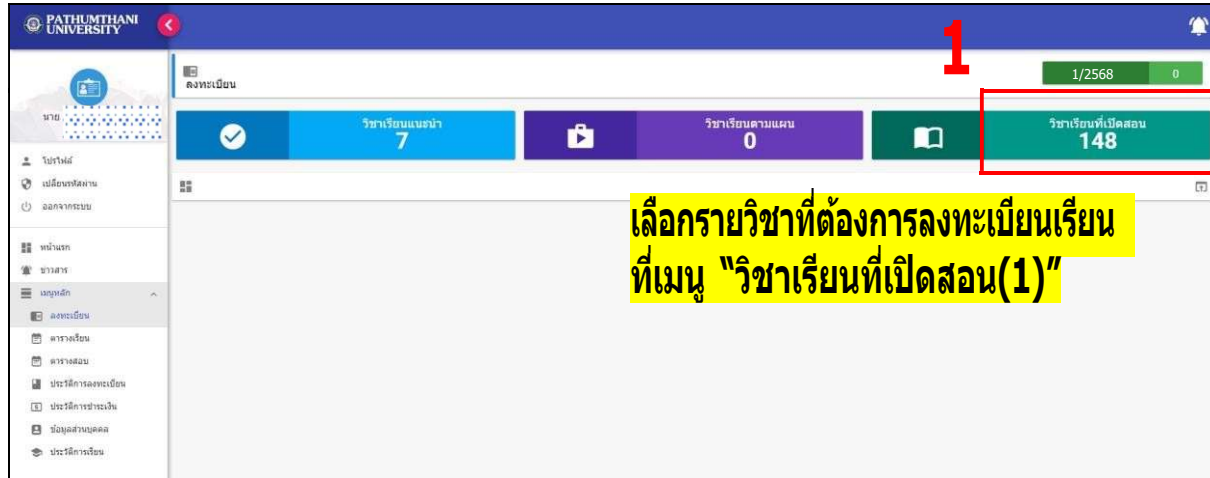 PATHUMTHANI
UNIVERSITY
1
ลงทะเบียน
1/2568
0
นาย
วิชาเรียนแนะนำ
7
วิชาเรียนตามแผน
0
วิชาเรียนที่เปิดสอน
148
โปรไฟล์
เปลี่ยนรหัสผ่าน
ออกจากระบบ
เลือกรายวิชาที่ต้องการลงทะเบียนเรียน
ที่เมนู “วิชาเรียนที่เปิดสอน(1)”
หน้าแรก
ข่าวสาร
เมนูหลัก
ลงทะเบียน
ตารางเรียน
ตารางสอบ
ประวัติการลงทะเบียน
ประวัติการชำระเงิน
ข้อมูลส่วนบุคคล
ประวัติการเรียน